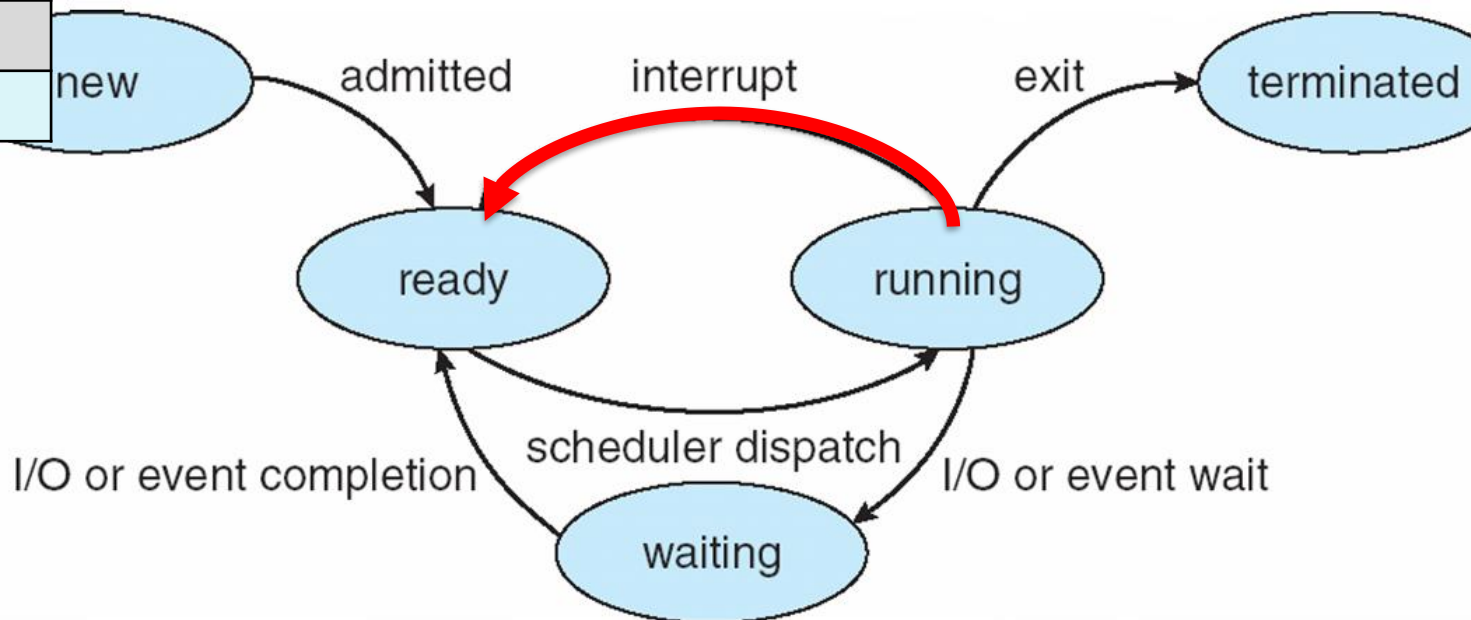 new
admitted
interrupt
exit
terminated
ready
running
scheduler dispatch
I/O or event completion
I/O or event wait
waiting